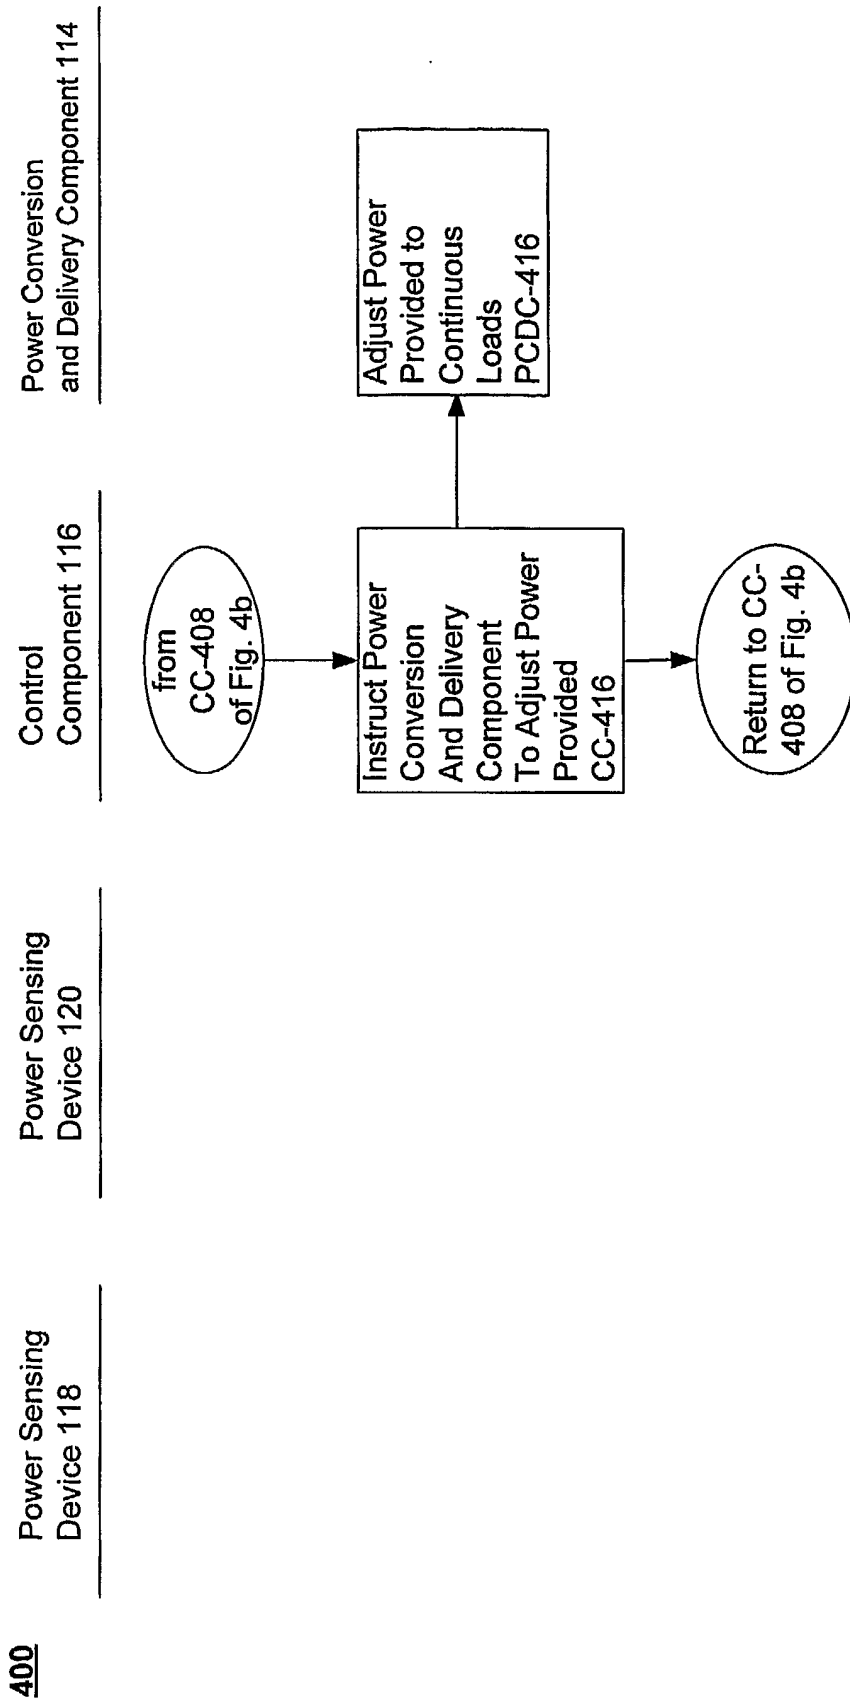 400
Power Sensing
Device 118
Power Sensing
Device 120
Control
Component 116
Power Conversion
and Delivery Component 114
from
CC-408
of Fig. 4b
Instruct Power
Conversion
And Delivery
Component
To Adjust Power
Provided
CC-416
Adjust Power
Provided to
Continuous
Loads
PCDC-416
Return to CC-
408 of Fig. 4b